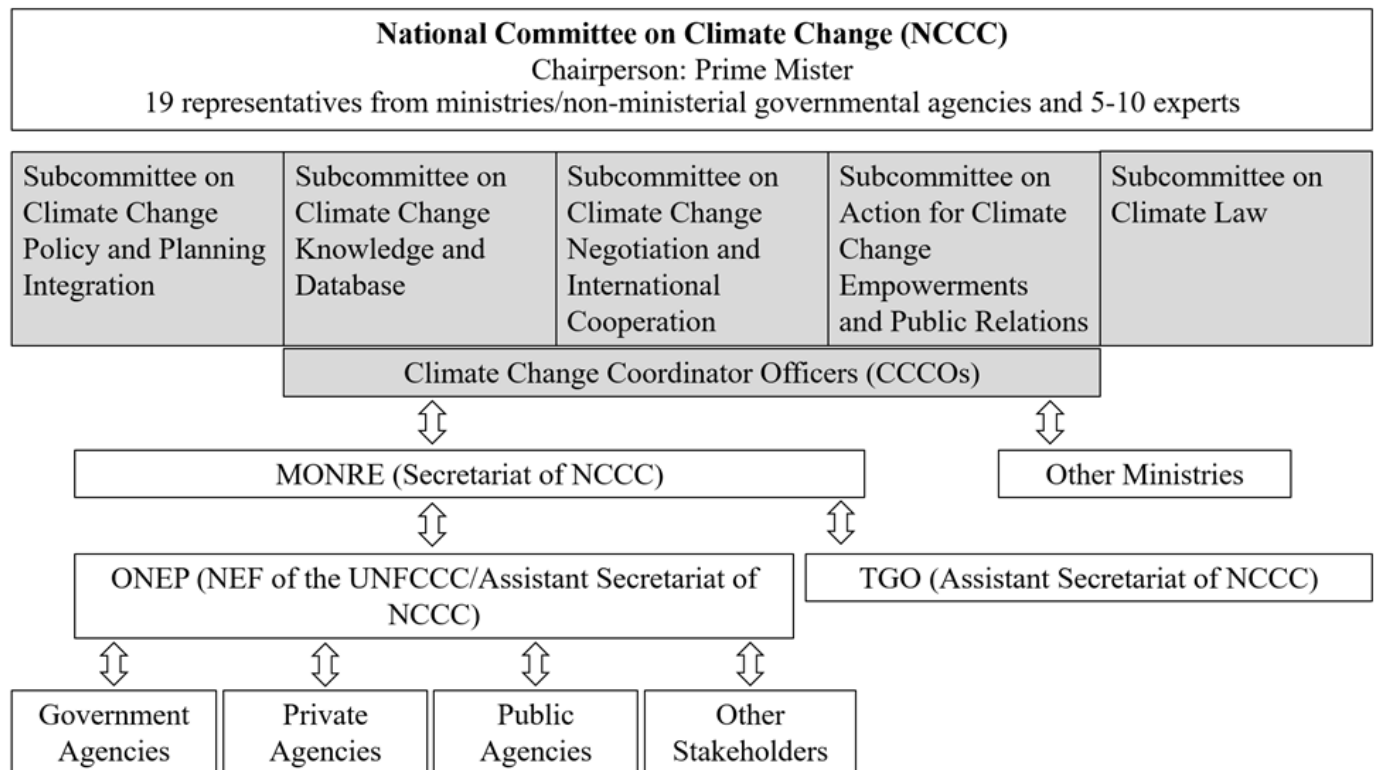 National Committee on Climate Change (NCCC)
Chairperson: Prime Mister
19 representatives from ministries/non-ministerial governmental agencies and 5-10 experts
Subcommittee on
Climate Change
Policy and Planning
Integration
Subcommittee on
Climate Change
Knowledge and
Database
Subcommittee on
Climate Change
Negotiation and
International
Cooperation
Subcommittee on
Action for Climate
Change
Empowerments
and Public Relations
Subcommittee on
Climate Law
Climate Change Coordinator Officers (CCCOs)
MONRE (Secretariat of NCCC)
Other Ministries
ONEP (NEF of the UNFCCC/Assistant Secretariat of
NCCC)
TGO (Assistant Secretariat of NCCC)
Government
Agencies
Private
Agencies
Public
Agencies
Other
Stakeholders